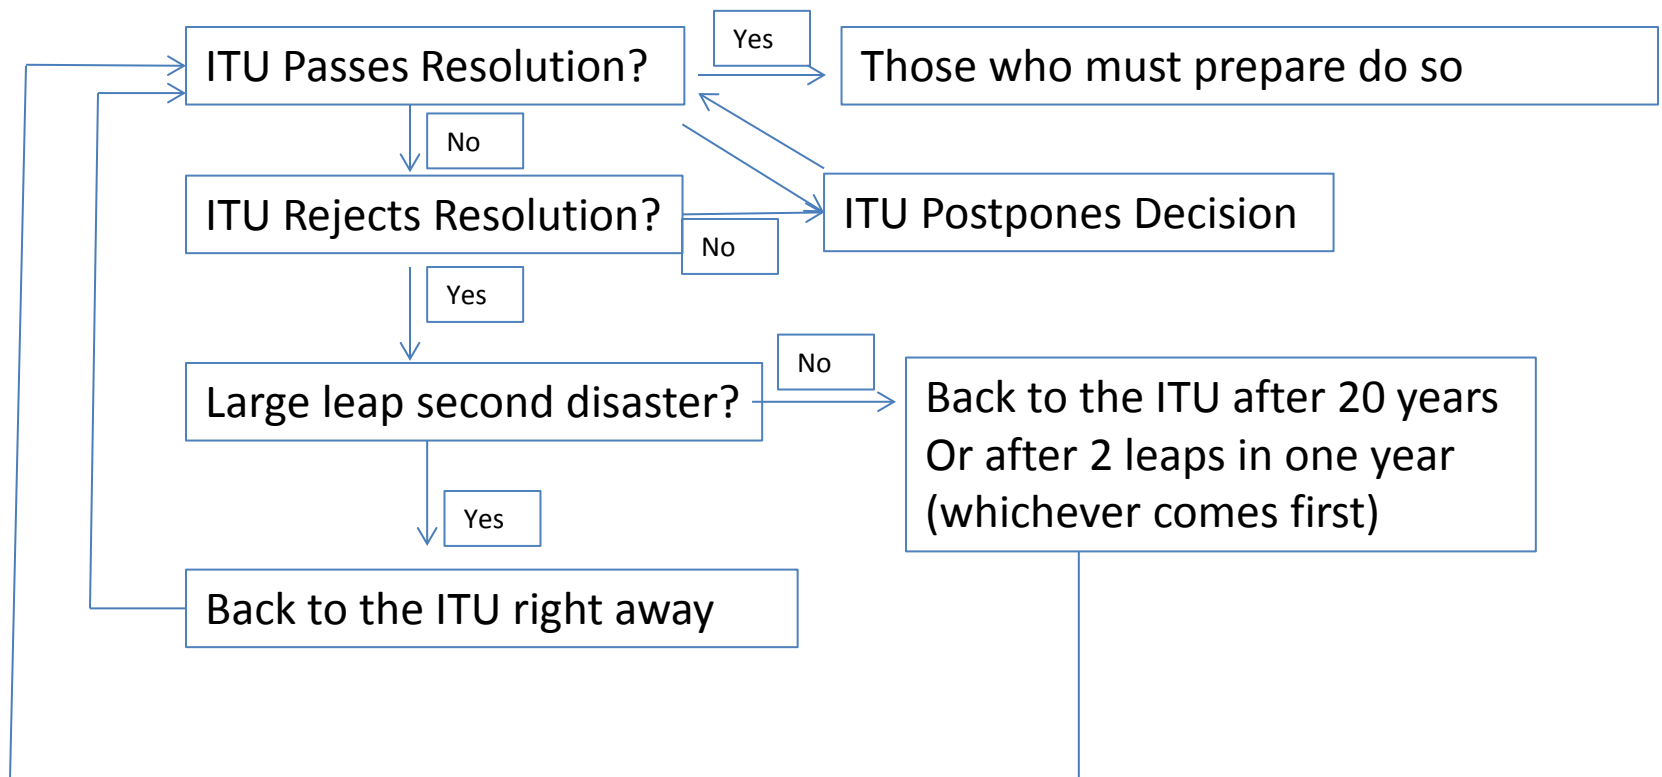 ITU Passes Resolution?
Yes
Those who must prepare do so
No
ITU Rejects Resolution?
No
ITU Postpones Decision
Yes
Large leap second disaster?
No
Back to the ITU after 20 years
Or after 2 leaps in one year
(whichever comes first)
Yes
Back to the ITU right away